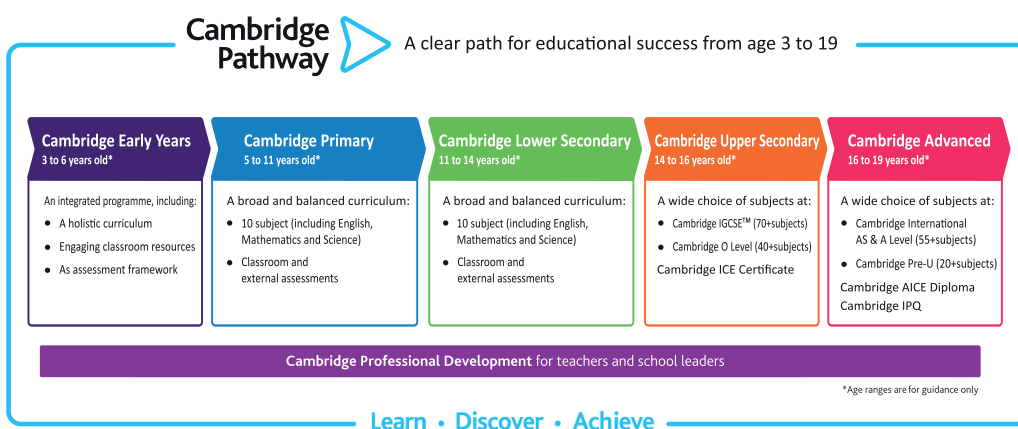 Cambridge
Pathway
A clear path for educational success from age 3 to 19
Cambridge Early Years
3 to 6 years old*
An integrated programme, including:
• A holistic curriculum
• Engaging classroom resources
• As assessment framework
Cambridge Primary
5 to 11 years old*
A broad and balanced curriculum:
• 10 subject (including English,
Mathematics and Science)
• Classroom and
external assessments
Cambridge Lower Secondary
11 to 14 years old*
A broad and balanced curriculum:
• 10 subject (including English,
Mathematics and Science)
• Classroom and
external assessments
Cambridge Upper Secondary
14 to 16 years old*
A wide choice of subjects at:
• Cambridge IGCSE™ (70+subjects)
• Cambridge O Level (40+subjects)
Cambridge ICE Certificate
Cambridge Advanced
16 to 19 years old*
A wide choice of subjects at:
• Cambridge International
AS & A Level (55+subjects)
• Cambridge Pre-U (20+subjects)
Cambridge AICE Diploma
Cambridge IPQ
Cambridge Professional Development for teachers and school leaders
*Age ranges are for guidance only
Learn • Discover • Achieve